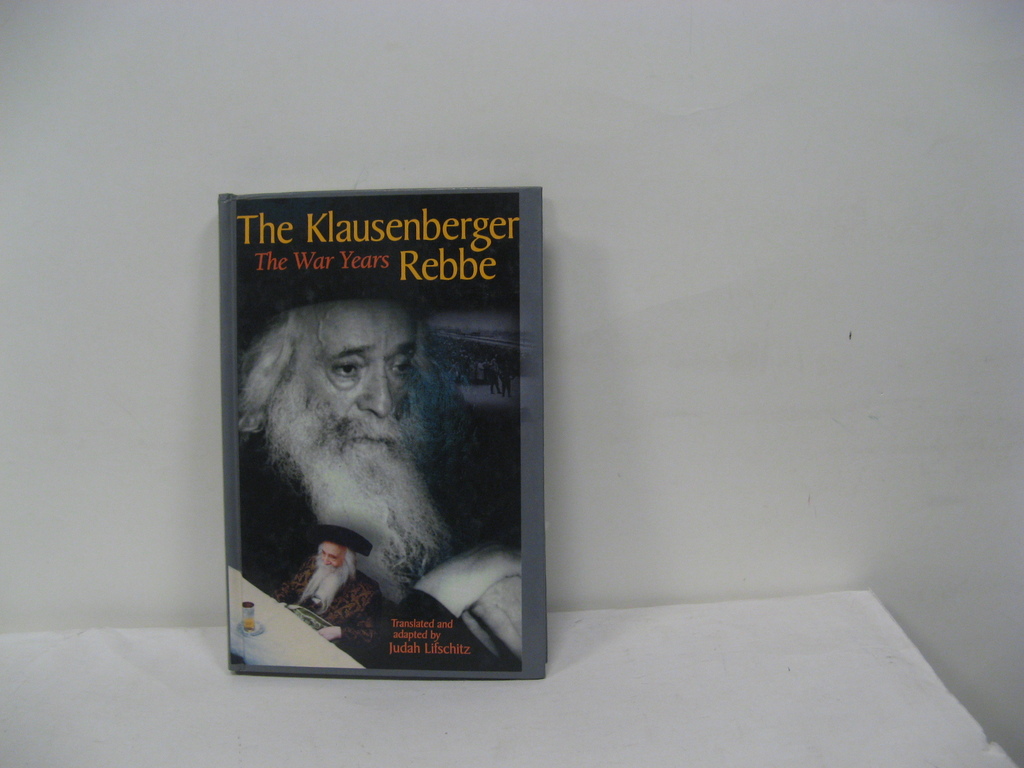 The Klausenberger
The War Years Rebbe
Translated and
adapted by
Judah Lifschitz